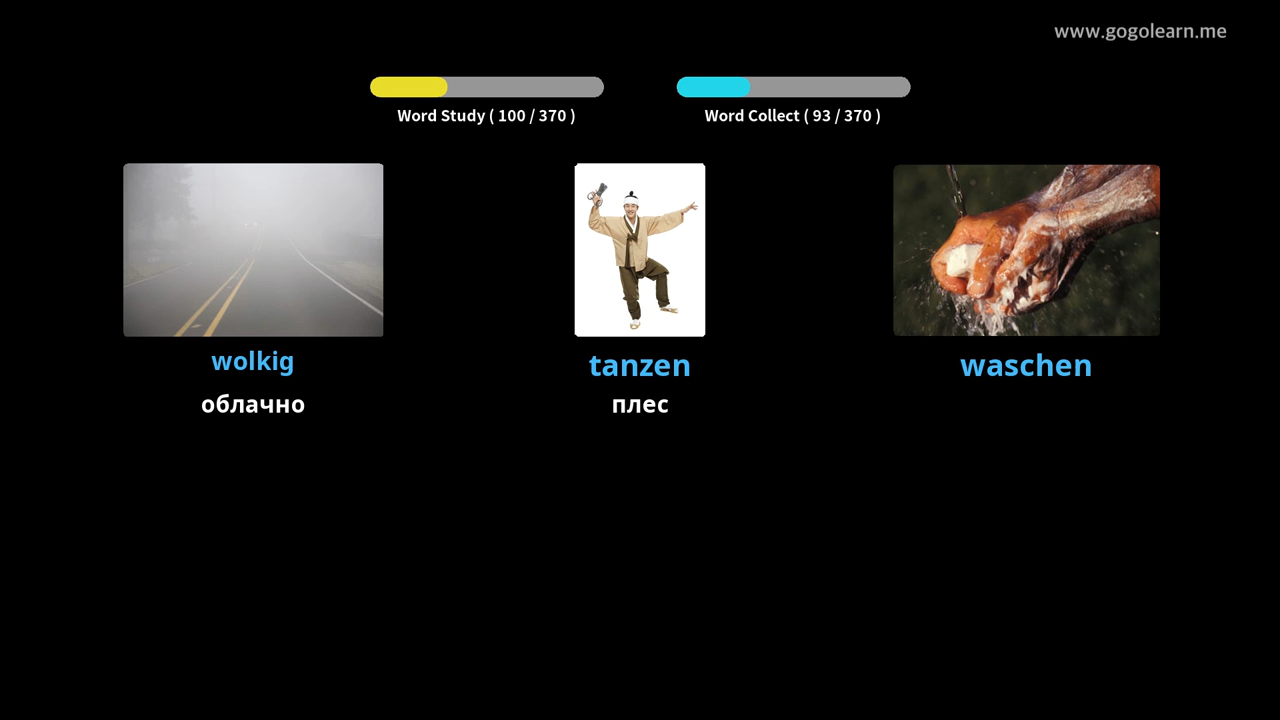 www.gogolearn.me
Word Study ( 100 / 370 )
Word Collect ( 93 / 370 )
wolkig
tanzen
waschen
облачно
плес